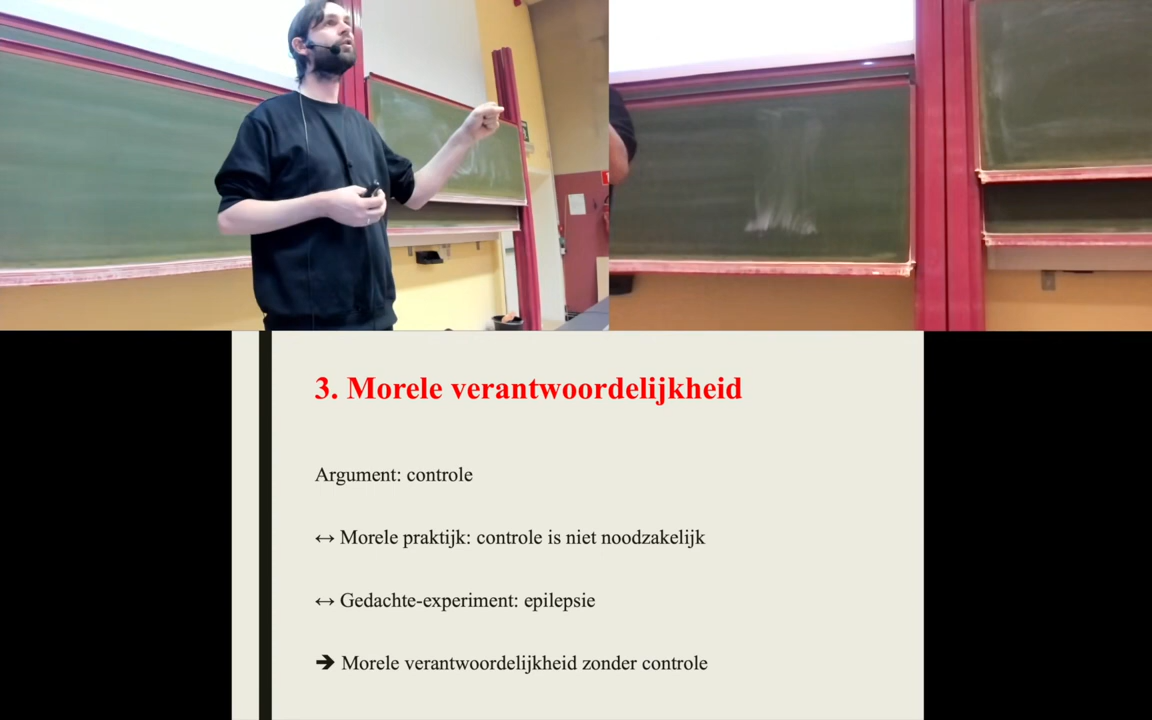 3. Morele verantwoordelijkheid
Argument: controle
↔ Morele praktijk: controle is niet noodzakelijk
↔ Gedachte-experiment: epilepsie
➔ Morele verantwoordelijkheid zonder controle